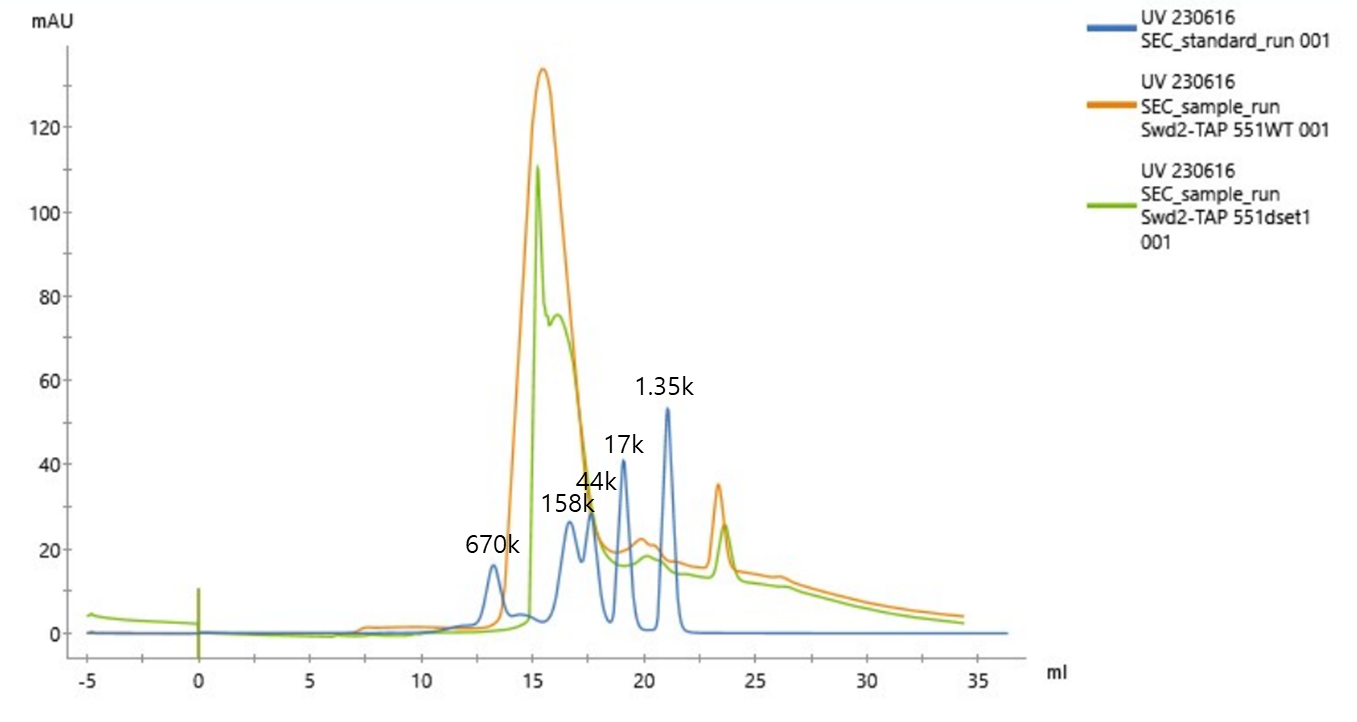 mAU
UV 230616
SEC_standard_run 001
UV 230616
SEC_sample_run
Swd2-TAP 551WT 001
UV 230616
SEC_sample_run
Swd2-TAP 551dset1
001
120
100
80
60
40
20
0
1.35k
17k
44k
158k
670k
-5
0
5
10
15
20
25
30
35
ml